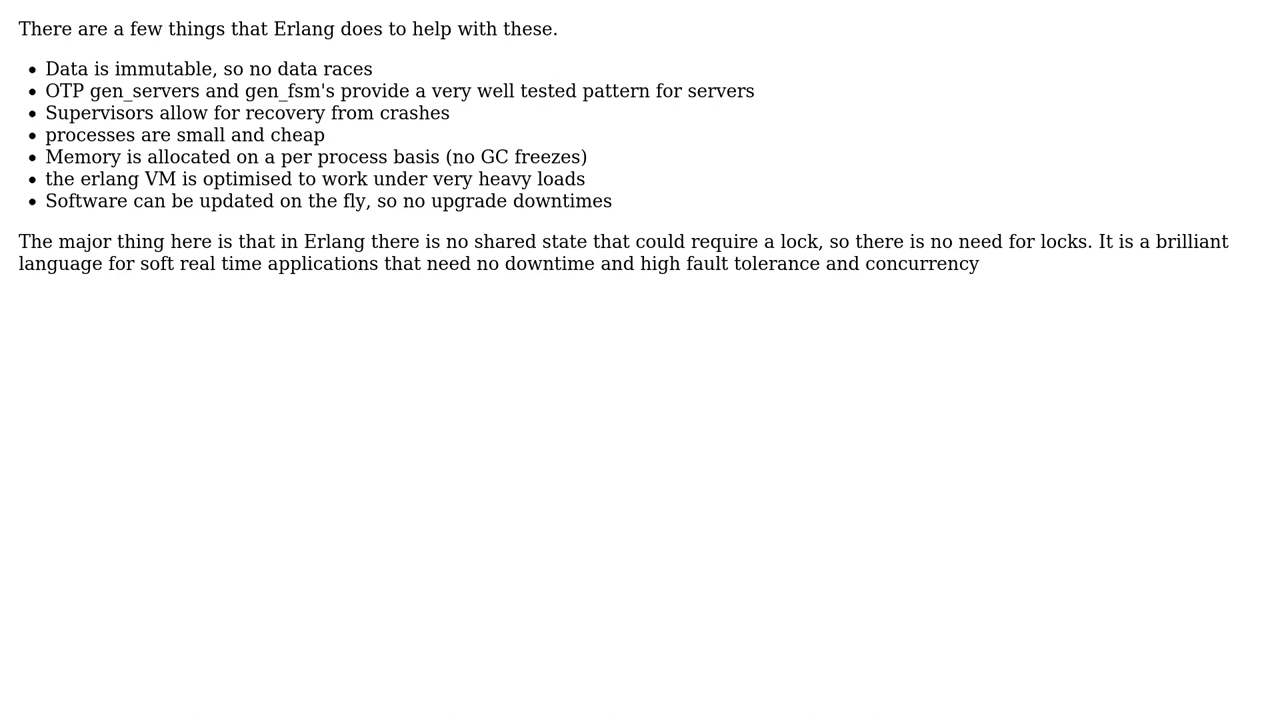 There are a few things that Erlang does to help with these.
• Data is immutable, so no data races
• OTP gen_servers and gen_fsm's provide a very well tested pattern for servers
• Supervisors allow for recovery from crashes
• processes are small and cheap
• Memory is allocated on a per process basis (no GC freezes)
• the erlang VM is optimised to work under very heavy loads
• Software can be updated on the fly, so no upgrade downtimes
The major thing here is that in Erlang there is no shared state that could require a lock, so there is no need for locks. It is a brilliant
language for soft real time applications that need no downtime and high fault tolerance and concurrency